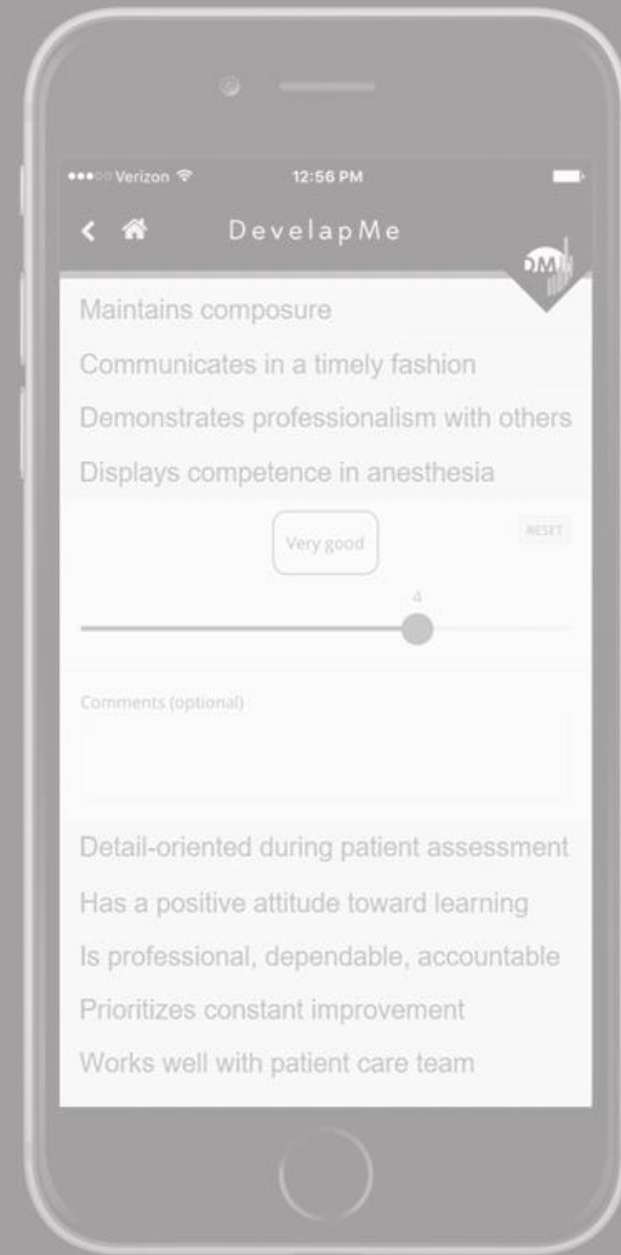 Verizon 12:56 PM
DevelapMe
DM
Maintains composure
Communicates in a timely fashion
Demonstrates professionalism with others
Displays competence in anesthesia
Very good
RESET
4
Comments (optional)
Detail-oriented during patient assessment
Has a positive attitude toward learning
Is professional, dependable, accountable
Prioritizes constant improvement
Works well with patient care team